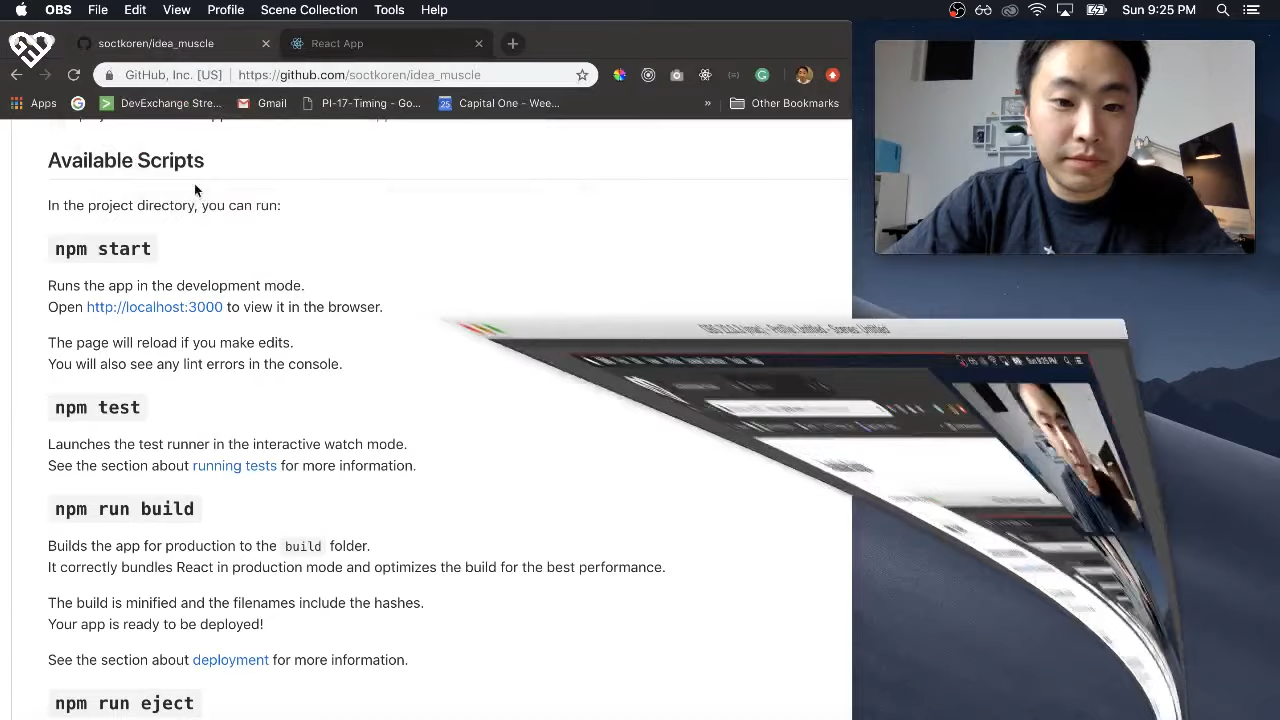 OBS File Edit View Profile Scene Collection Tools Help Sun 9:25 PM
soctkoren/idea_muscle React App
GitHub, Inc. [US] https://github.com/soctkoren/idea_muscle
Apps DevExchange Stre... Gmail PI-17-Timing - Go... 25 Capital One - Wee... » Other Bookmarks
Available Scripts
In the project directory, you can run:
npm start
Runs the app in the development mode.
Open http://localhost:3000 to view it in the browser.
The page will reload if you make edits.
You will also see any lint errors in the console.
npm test
Launches the test runner in the interactive watch mode.
See the section about running tests for more information.
npm run build
Builds the app for production to the build folder.
It correctly bundles React in production mode and optimizes the build for the best performance.
The build is minified and the filenames include the hashes.
Your app is ready to be deployed!
See the section about deployment for more information.
npm run eject